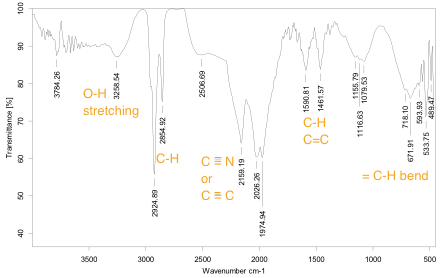 100
90
80
70
60
50
40
Transmittance [%]
3784.26
3258.54
2924.89
2854.92
2506.69
2159.19
2026.26
1974.94
1590.81
1461.57
1155.79
1116.63
1079.53
718.10
671.91
593.93
533.75
489.47
O-H
stretching
C-H
C ≡ N
or
C ≡ C
C-H
C=C
= C-H bend
3500
3000
2500
2000
1500
1000
500
Wavenumber cm-1